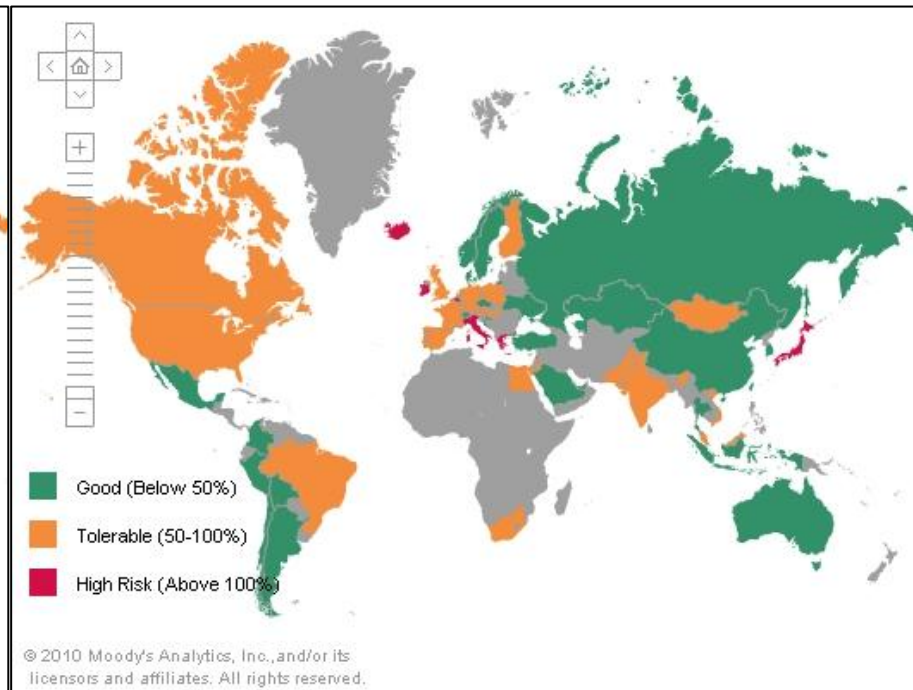 Good (Below 50%)
Tolerable (50-100%)
High Risk (Above 100%)
© 2010 Moody's Analytics, Inc.,and/or its
licensors and affiliates. All rights reserved.